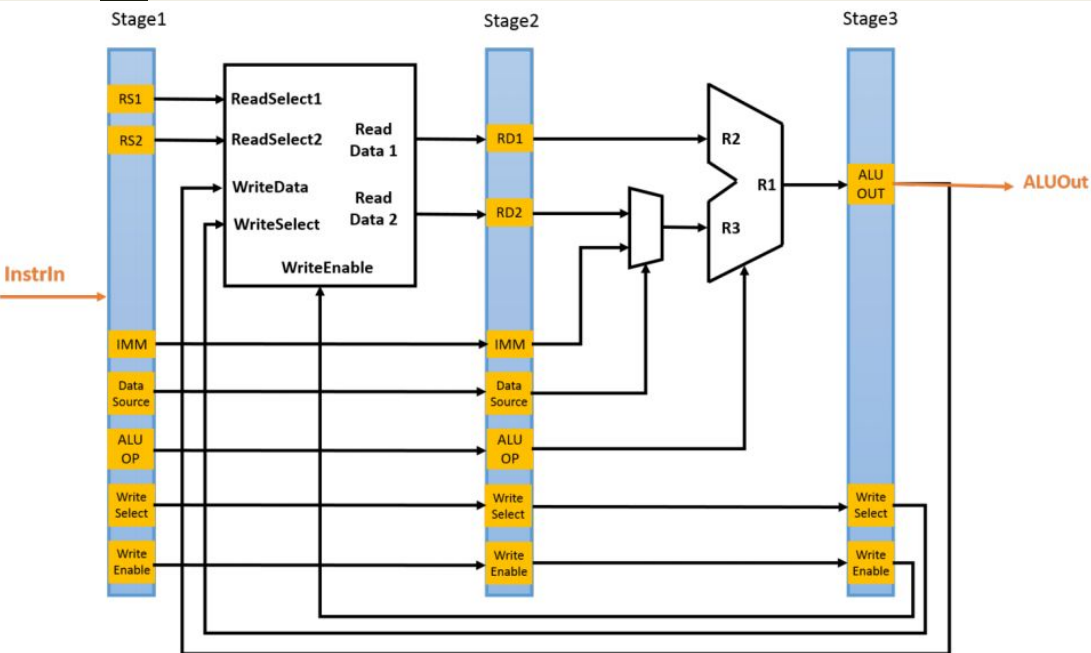 Stage1
Stage2
Stage3
RS1
ReadSelect1
RS2
ReadSelect2
Read
Data 1
RD1
R2
WriteData
R1
ALU
OUT
ALUOut
WriteSelect
Read
Data 2
RD2
R3
WriteEnable
InstrIn
IMM
IMM
Data
Source
Data
Source
ALU
OP
ALU
OP
Write
Select
Write
Select
Write
Select
Write
Enable
Write
Enable
Write
Enable